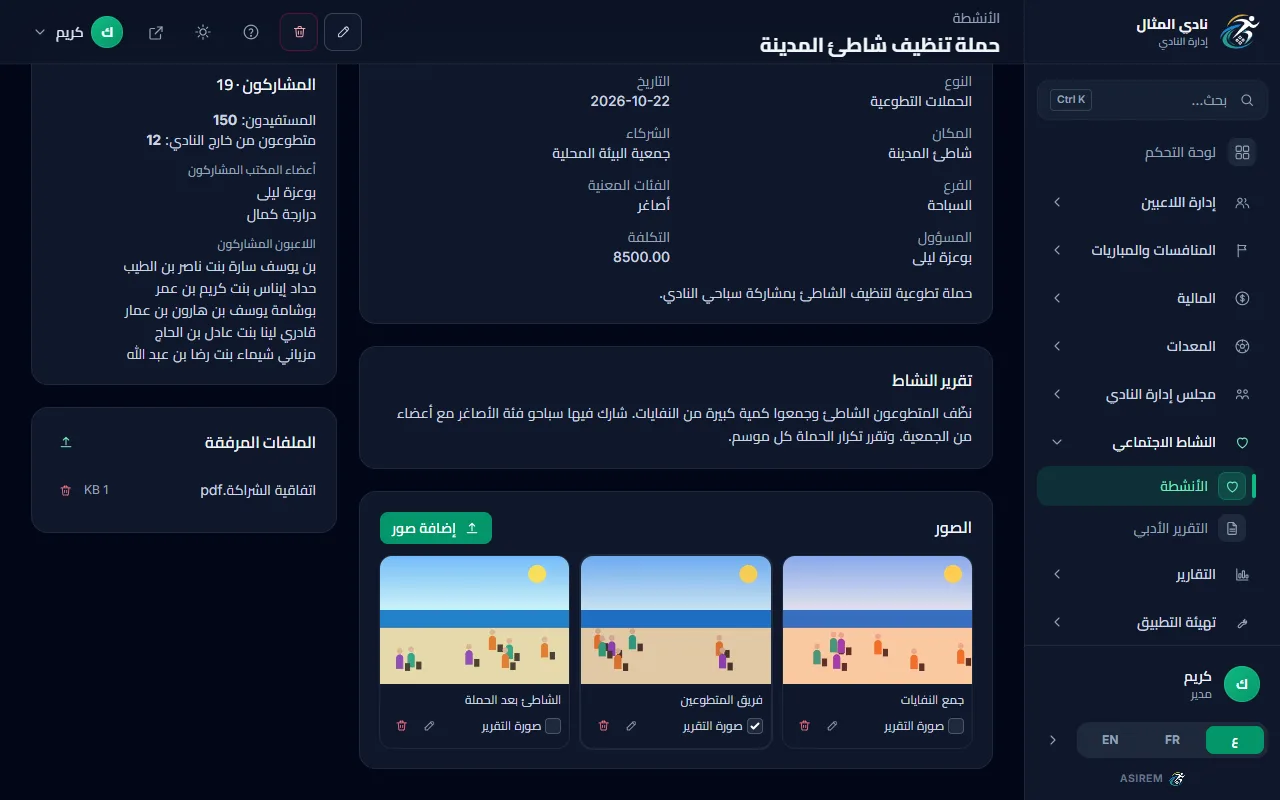 نادي المثال
إدارة النادي
بحث...
Ctrl K
لوحة التحكم
إدارة اللاعبين
المنافسات والمباريات
المالية
المعدات
مجلس إدارة النادي
النشاط الاجتماعي
الأنشطة
التقرير الأدبي
التقارير
تهيئة التطبيق
ك
كريم
مدير
ع
FR
EN
ASIREM
الأنشطة
حملة تنظيف شاطئ المدينة
ك
كريم
النوع
الحملات التطوعية
التاريخ
2026-10-22
المكان
شاطئ المدينة
الشركاء
جمعية البيئة المحلية
الفرع
السباحة
الفئات المعنية
أصاغر
المسؤول
بوعزة ليلى
التكلفة
8500.00
حملة تطوعية لتنظيف الشاطئ بمشاركة سباحي النادي.
تقرير النشاط
نظّف المتطوعون الشاطئ وجمعوا كمية كبيرة من النفايات. شارك فيها سباحو فئة الأصاغر مع أعضاء
من الجمعية. وتقرر تكرار الحملة كل موسم.
الصور
إضافة صور
جمع النفايات
صورة التقرير
فريق المتطوعين
صورة التقرير
الشاطئ بعد الحملة
صورة التقرير
المشاركون · 19
المستفيدون: 150
متطوعون من خارج النادي: 12
أعضاء المكتب المشاركون
بوعزة ليلى
درارجة كمال
اللاعبون المشاركون
بن يوسف سارة بنت ناصر بن الطيب
حداد إيناس بنت كريم بن عمر
بوشامة يوسف بن هارون بن عمار
قادري لينا بنت عادل بن الحاج
مزياني شيماء بنت رضا بن عبد الله
الملفات المرفقة
اتفاقية الشراكة.pdf
1 KB